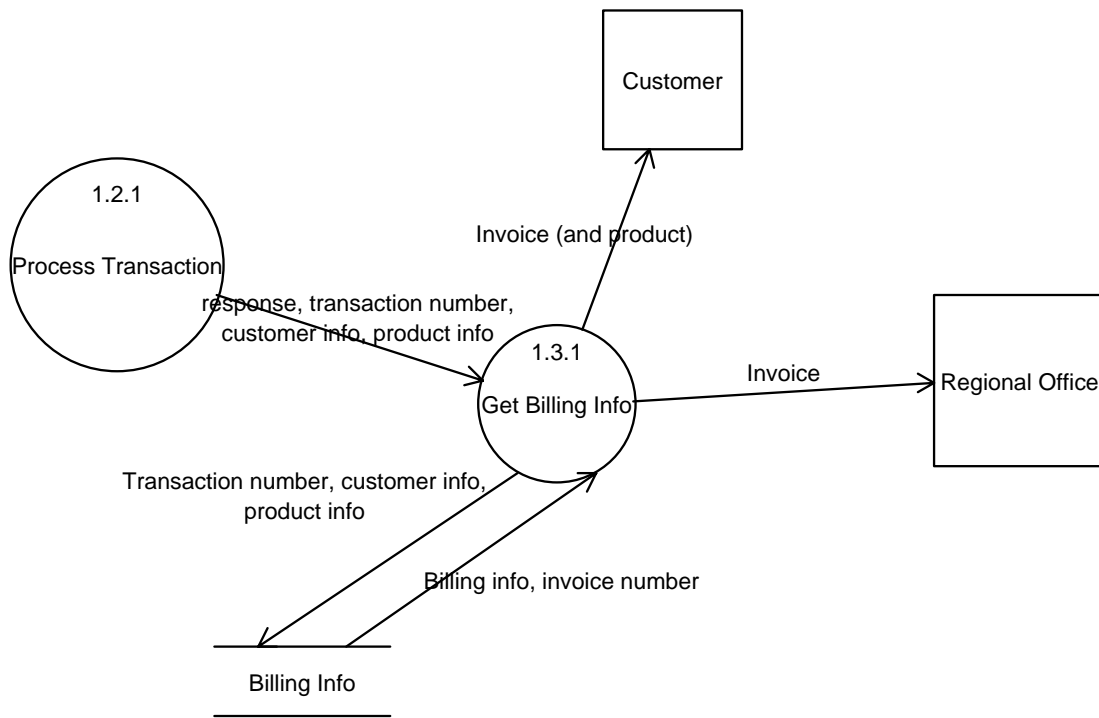 Customer
1.2.1
Process Transaction
Invoice (and product)
response, transaction number,
customer info, product info
1.3.1
Get Billing Info
Invoice
Regional Office
Transaction number, customer info,
product info
Billing info, invoice number
Billing Info